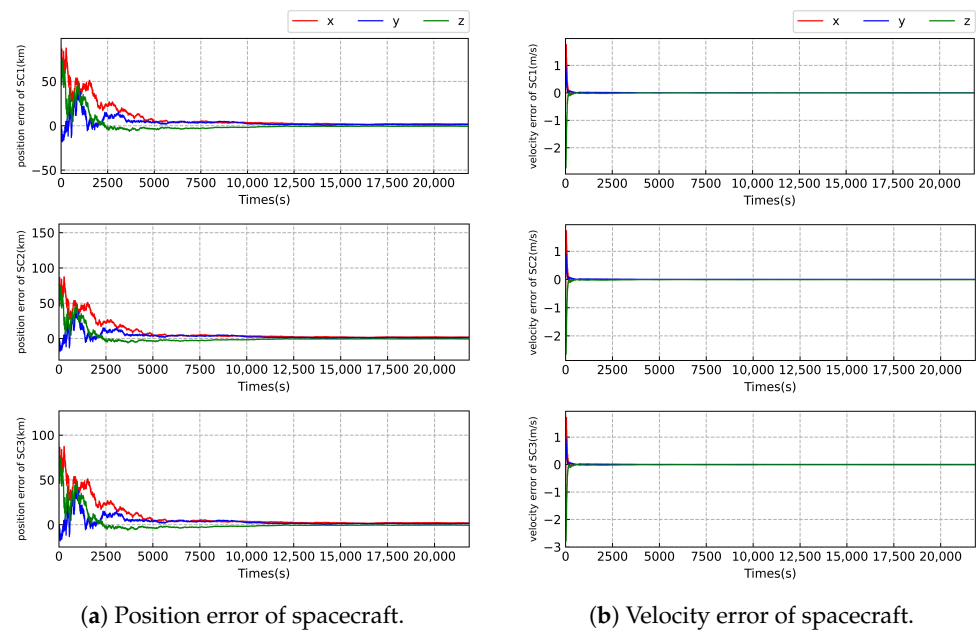 x y z
position error of SC1(km)
50
0
−50
0 2500 5000 7500 10,000 12,500 15,000 17,500 20,000
Times(s)
position error of SC2(km)
150
100
50
0
0 2500 5000 7500 10,000 12,500 15,000 17,500 20,000
Times(s)
position error of SC3(km)
100
50
0
0 2500 5000 7500 10,000 12,500 15,000 17,500 20,000
Times(s)
(a) Position error of spacecraft.
x y z
velocity error of SC1(m/s)
1
0
−1
−2
0 2500 5000 7500 10,000 12,500 15,000 17,500 20,000
Times(s)
velocity error of SC2(m/s)
1
0
−1
−2
0 2500 5000 7500 10,000 12,500 15,000 17,500 20,000
Times(s)
velocity error of SC3(m/s)
1
0
−1
−2
−3
0 2500 5000 7500 10,000 12,500 15,000 17,500 20,000
Times(s)
(b) Velocity error of spacecraft.